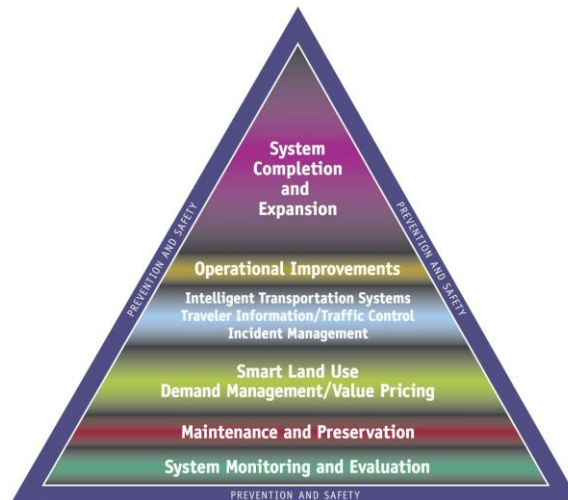 System
Completion
and
Expansion
Operational Improvements
Intelligent Transportation Systems
Traveler Information/Traffic Control
Incident Management
Smart Land Use
Demand Management/Value Pricing
Maintenance and Preservation
System Monitoring and Evaluation
PREVENTION AND SAFETY
PREVENTION AND SAFETY
PREVENTION AND SAFETY